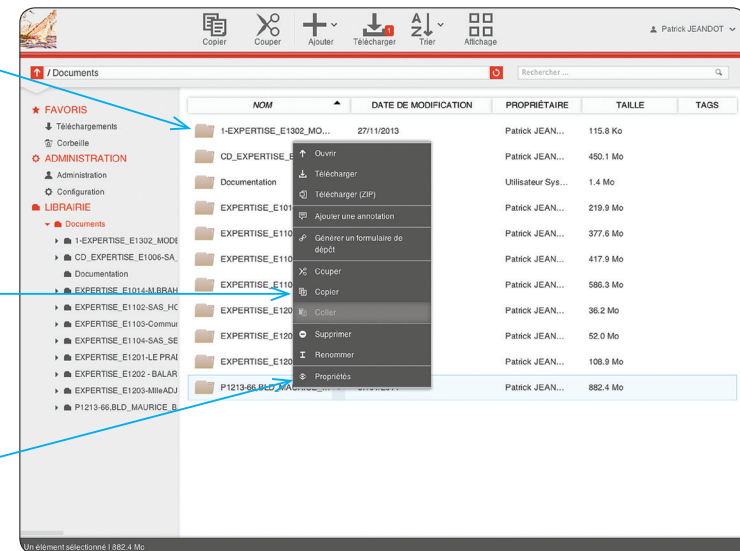 Copier Couper Ajouter Télécharger 1 Trier Affichage Patrick JEANDOT
/ Documents Rechercher ...
NOM DATE DE MODIFICATION PROPRIÉTAIRE TAILLE TAGS
FAVORIS
Téléchargements
Corbeille
ADMINISTRATION
Administration
Configuration
LIBRAIRIE
Documents
1-EXPERTISE_E1302_MODE
CD_EXPERTISE_E1006-SA_
Documentation
EXPERTISE_E1014-M.BRAH
EXPERTISE_E1102-SAS_HO
EXPERTISE_E1103-Commun
EXPERTISE_E1104-SAS_SE
EXPERTISE_E1201-LE PRAD
EXPERTISE_E1202 - BALAR
EXPERTISE_E1203-MlleADJ
P1213-66,BLD_MAURICE_B
1-EXPERTISE_E1302_MO... 27/11/2013 Patrick JEAN... 115.8 Ko
CD_EXPERTISE_E Patrick JEAN... 450.1 Mo
Documentation Utilisateur Sys... 1.4 Mo
EXPERTISE_E101 Patrick JEAN... 219.9 Mo
EXPERTISE_E110 Patrick JEAN... 377.6 Mo
EXPERTISE_E110 Patrick JEAN... 417.9 Mo
EXPERTISE_E110 Patrick JEAN... 586.3 Mo
EXPERTISE_E120 Patrick JEAN... 36.2 Mo
EXPERTISE_E120 Patrick JEAN... 52.0 Mo
EXPERTISE_E120 Patrick JEAN... 108.9 Mo
P1213-66,BLD_MAURICE_ Patrick JEAN... 882.4 Mo
Ouvrir
Télécharger
Télécharger (ZIP)
Ajouter une annotation
Générer un formulaire de
dépôt
Couper
Copier
Coller
Supprimer
Renommer
Propriétés
Un élément sélectionné | 882.4 Mo